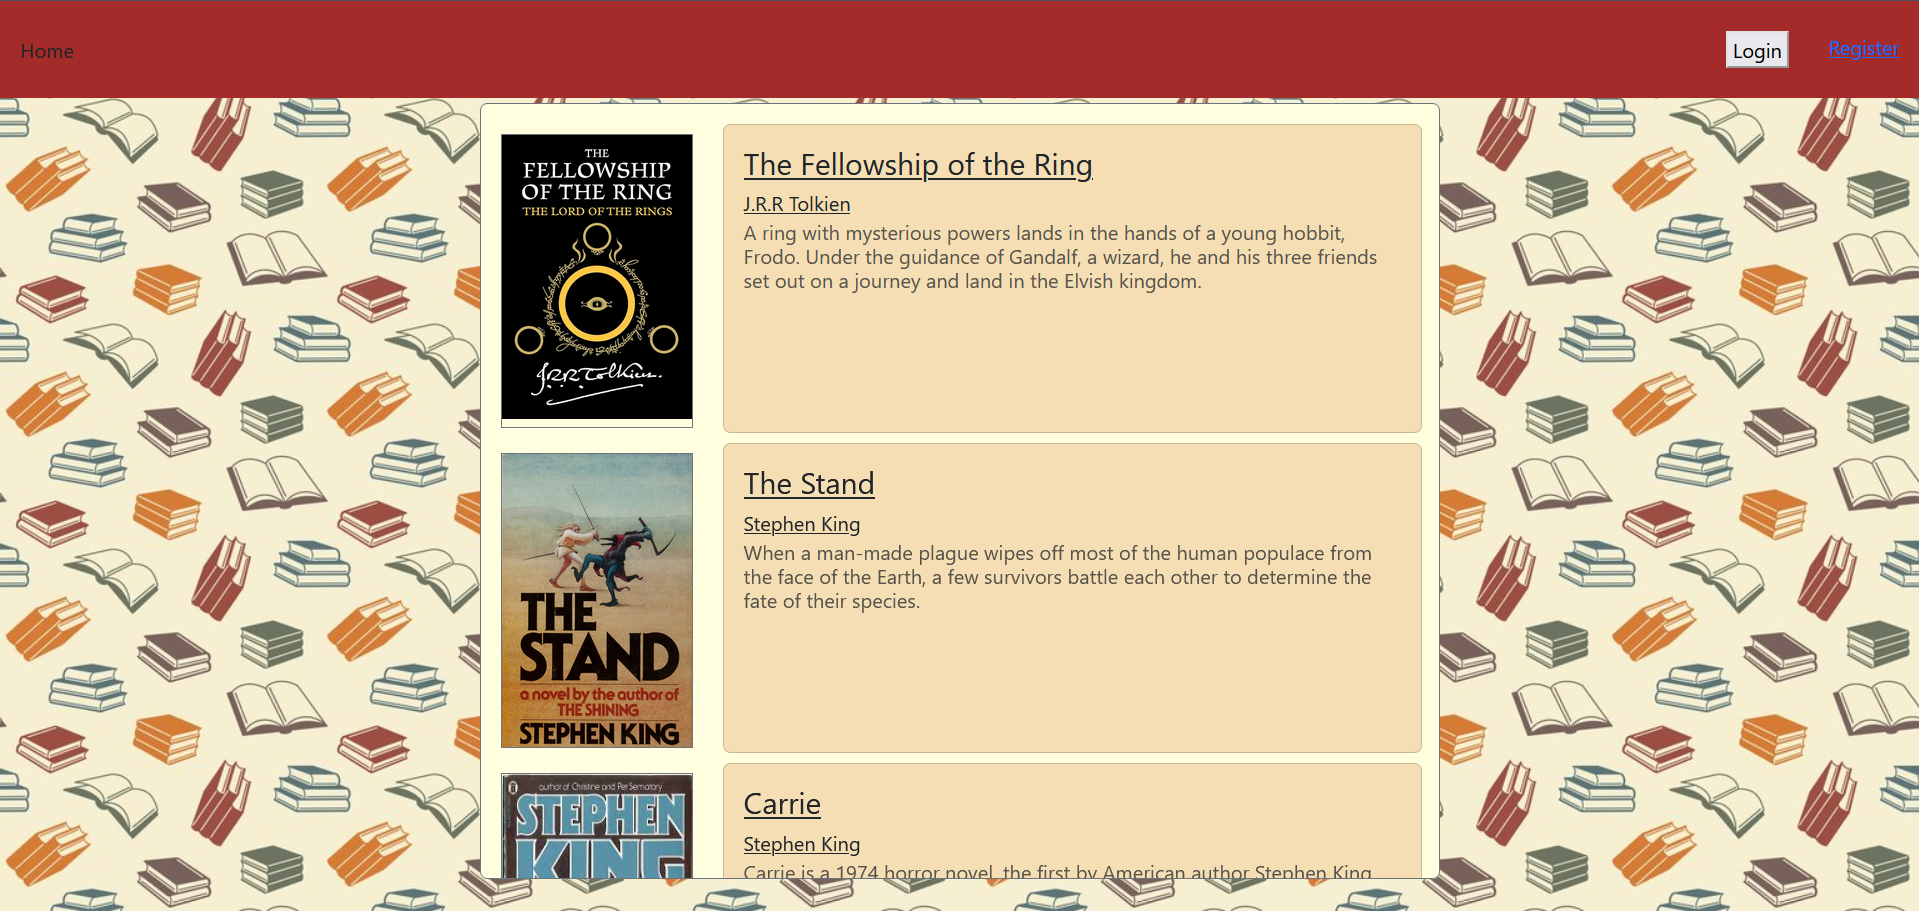 Home
Login
Register
THE
FELLOWSHIP
OF THE RING
THE LORD OF THE RINGS
J.R.R. Tolkien.
The Fellowship of the Ring
J.R.R Tolkien
A ring with mysterious powers lands in the hands of a young hobbit,
Frodo. Under the guidance of Gandalf, a wizard, he and his three friends
set out on a journey and land in the Elvish kingdom.
THE
STAND
a novel by the author of
THE SHINING
STEPHEN KING
The Stand
Stephen King
When a man-made plague wipes off most of the human populace from
the face of the Earth, a few survivors battle each other to determine the
fate of their species.
author of Christine and Pet Sematary
STEPHEN
KING
Carrie
Stephen King
Carrie is a 1974 horror novel, the first by American author Stephen King